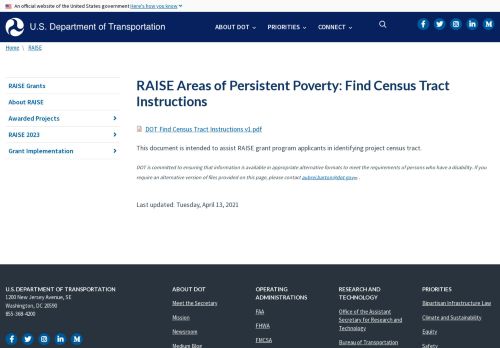 An official website of the United States government Here's how you know
U.S. Department of Transportation
ABOUT DOT
PRIORITIES
CONNECT
Home \ RAISE
RAISE Grants
About RAISE
Awarded Projects
RAISE 2023
Grant Implementation
RAISE Areas of Persistent Poverty: Find Census Tract
Instructions
DOT Find Census Tract Instructions v1.pdf
This document is intended to assist RAISE grant program applicants in identifying project census tract.
DOT is committed to ensuring that information is available in appropriate alternative formats to meet the requirements of persons who have a disability. If you
require an alternative version of files provided on this page, please contact aubrei.barton@dot.gov.
Last updated: Tuesday, April 13, 2021
U.S. DEPARTMENT OF TRANSPORTATION
1200 New Jersey Avenue, SE
Washington, DC 20590
855-368-4200
ABOUT DOT
Meet the Secretary
Mission
Newsroom
Medium Blog
OPERATING
ADMINISTRATIONS
FAA
FHWA
FMCSA
RESEARCH AND
TECHNOLOGY
Office of the Assistant
Secretary for Research and
Technology
Bureau of Transportation
PRIORITIES
Bipartisan Infrastructure Law
Climate and Sustainability
Equity
Safety